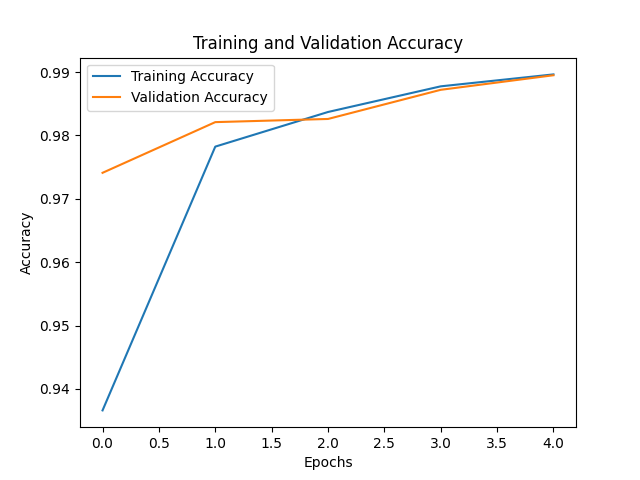 Training and Validation Accuracy
Training Accuracy
Validation Accuracy
0.99
0.98
0.97
0.96
0.95
0.94
Accuracy
0.0 0.5 1.0 1.5 2.0 2.5 3.0 3.5 4.0
Epochs